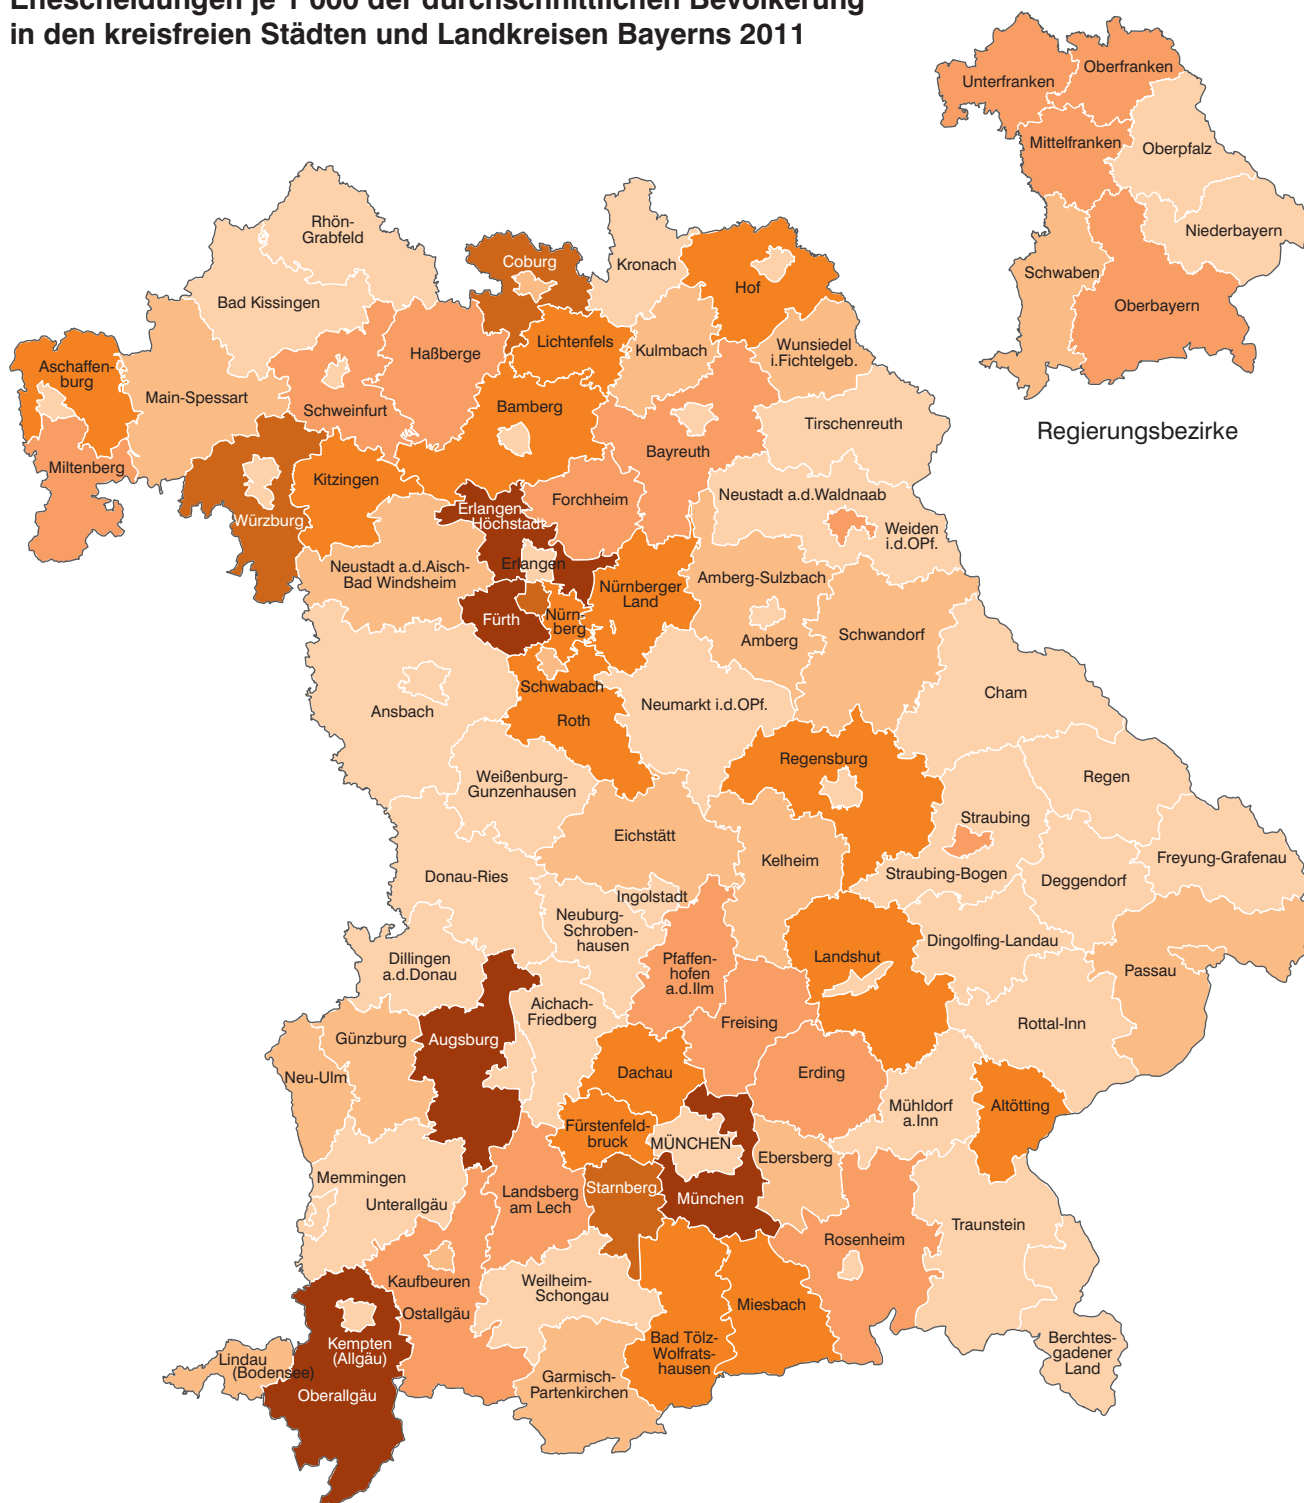 Ehescheidungen je 1 000 der durchschnittlichen Bevölkerung
in den kreisfreien Städten und Landkreisen Bayerns 2011
Unterfranken
Oberfranken
Mittelfranken
Oberpfalz
Niederbayern
Schwaben
Oberbayern
Regierungsbezirke
Rhön-
Grabfeld
Bad Kissingen
Coburg
Kronach
Hof
Lichtenfels
Kulmbach
Wunsiedel
i.Fichtelgeb.
Haßberge
Aschaffen-
burg
Main-Spessart
Schweinfurt
Bamberg
Tirschenreuth
Bayreuth
Miltenberg
Kitzingen
Würzburg
Forchheim
Neustadt a.d.Waldnaab
Weiden
i.d.OPf.
Erlangen-
Höchstadt
Erlangen
Neustadt a.d.Aisch-
Bad Windsheim
Nürnberger
Land
Amberg-Sulzbach
Amberg
Schwandorf
Fürth
Nürn-
berg
Schwabach
Roth
Neumarkt i.d.OPf.
Cham
Ansbach
Regensburg
Weißenburg-
Gunzenhausen
Regen
Straubing
Eichstätt
Kelheim
Freyung-Grafenau
Straubing-Bogen
Deggendorf
Donau-Ries
Ingolstadt
Neuburg-
Schroben-
hausen
Dingolfing-Landau
Landshut
Pfaffen-
hofen
a.d.Ilm
Passau
Dillingen
a.d.Donau
Aichach-
Friedberg
Freising
Rottal-Inn
Günzburg
Augsburg
Dachau
Erding
Neu-Ulm
Mühldorf
a.Inn
Altötting
Fürstenfeld-
bruck
MÜNCHEN
Ebersberg
Memmingen
Unterallgäu
Landsberg
am Lech
Starnberg
München
Traunstein
Rosenheim
Kaufbeuren
Ostallgäu
Weilheim-
Schongau
Miesbach
Bad Tölz-
Wolfrats-
hausen
Berchtes-
gadener
Land
Kempten
(Allgäu)
Lindau
(Bodensee)
Oberallgäu
Garmisch-
Partenkirchen